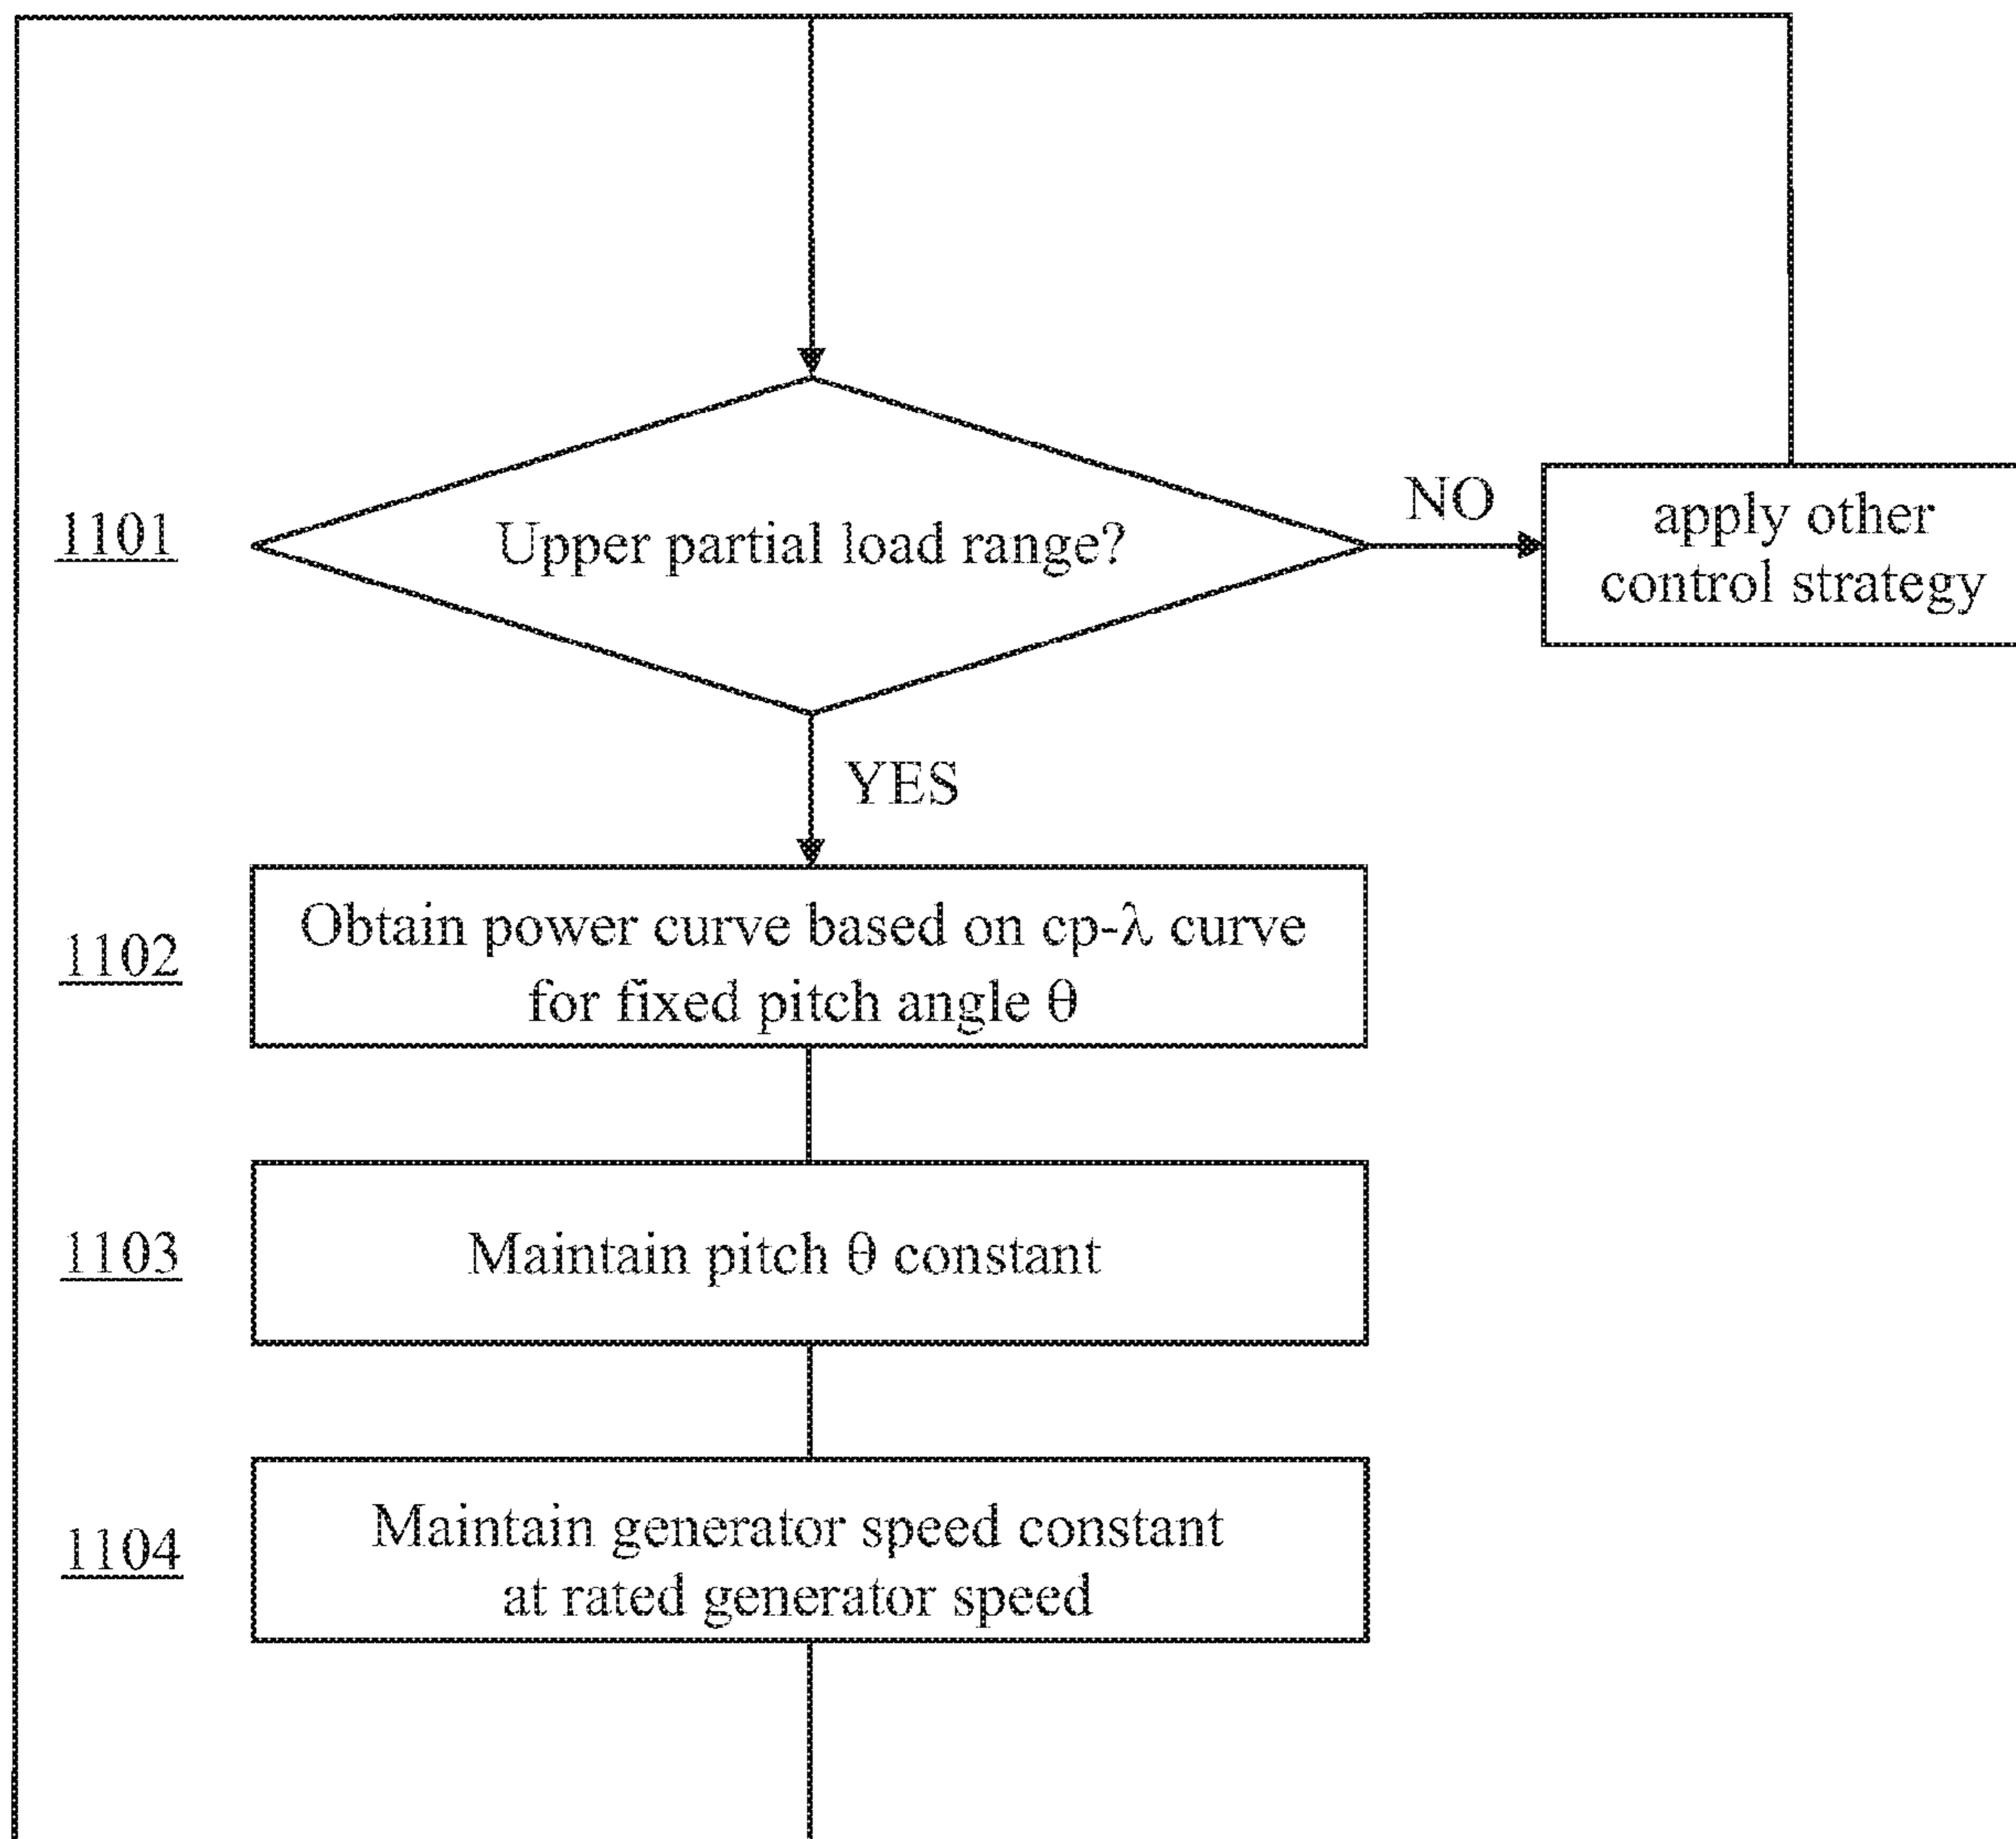 1101
Upper partial load range?
NO
apply other
control strategy
YES
1102
Obtain power curve based on cp-λ curve
for fixed pitch angle θ
1103
Maintain pitch θ constant
1104
Maintain generator speed constant
at rated generator speed